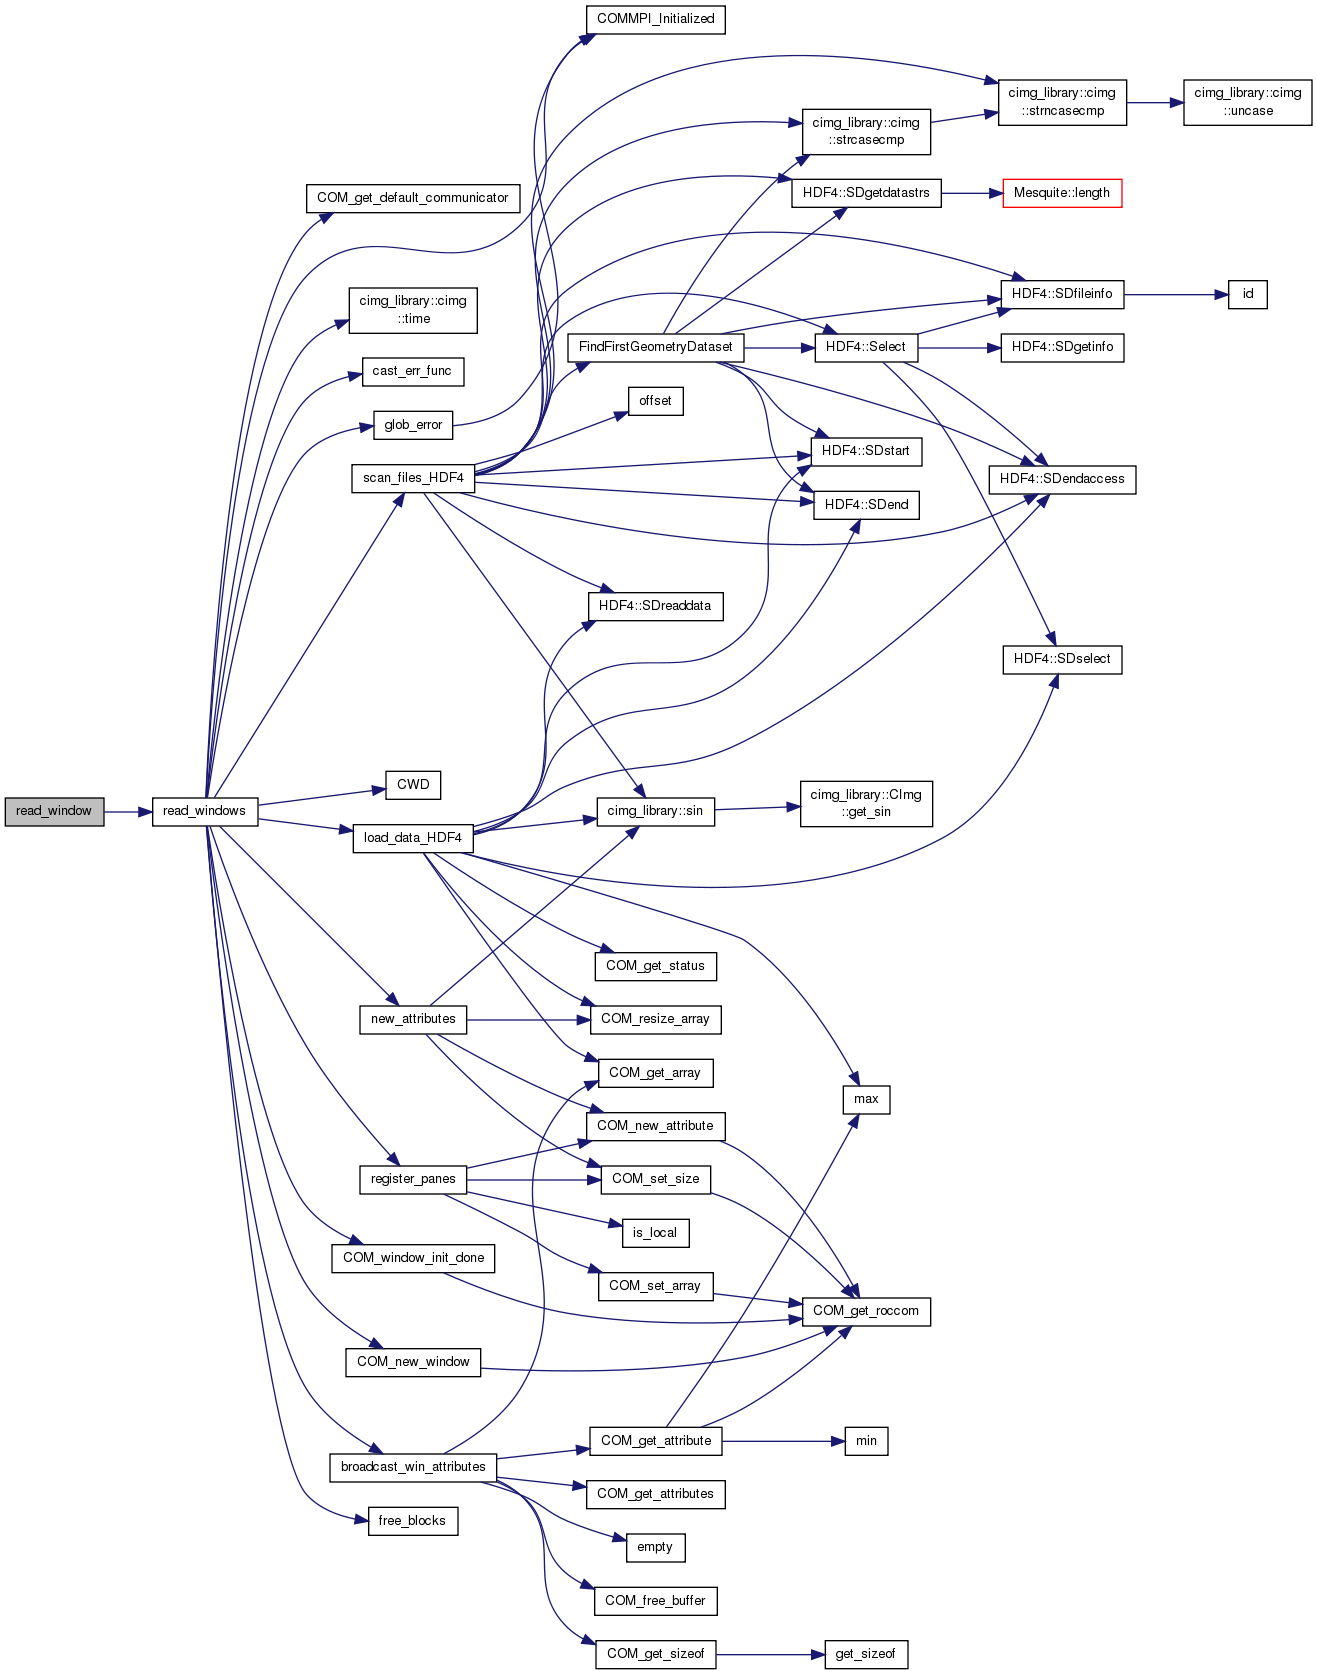 COMMPI_Initialized
cimg_library::cimg
::strncasecmp
cimg_library::cimg
::uncase
cimg_library::cimg
::strcasecmp
COM_get_default_communicator
HDF4::SDgetdatastrs
Mesquite::length
cimg_library::cimg
::time
HDF4::SDfileinfo
id
FindFirstGeometryDataset
HDF4::Select
HDF4::SDgetinfo
cast_err_func
offset
glob_error
HDF4::SDstart
scan_files_HDF4
HDF4::SDendaccess
HDF4::SDend
HDF4::SDreaddata
HDF4::SDselect
CWD
read_window
read_windows
cimg_library::sin
cimg_library::CImg
::get_sin
load_data_HDF4
COM_get_status
new_attributes
COM_resize_array
COM_get_array
max
COM_new_attribute
register_panes
COM_set_size
is_local
COM_window_init_done
COM_set_array
COM_get_roccom
COM_new_window
COM_get_attribute
min
broadcast_win_attributes
COM_get_attributes
free_blocks
empty
COM_free_buffer
COM_get_sizeof
get_sizeof